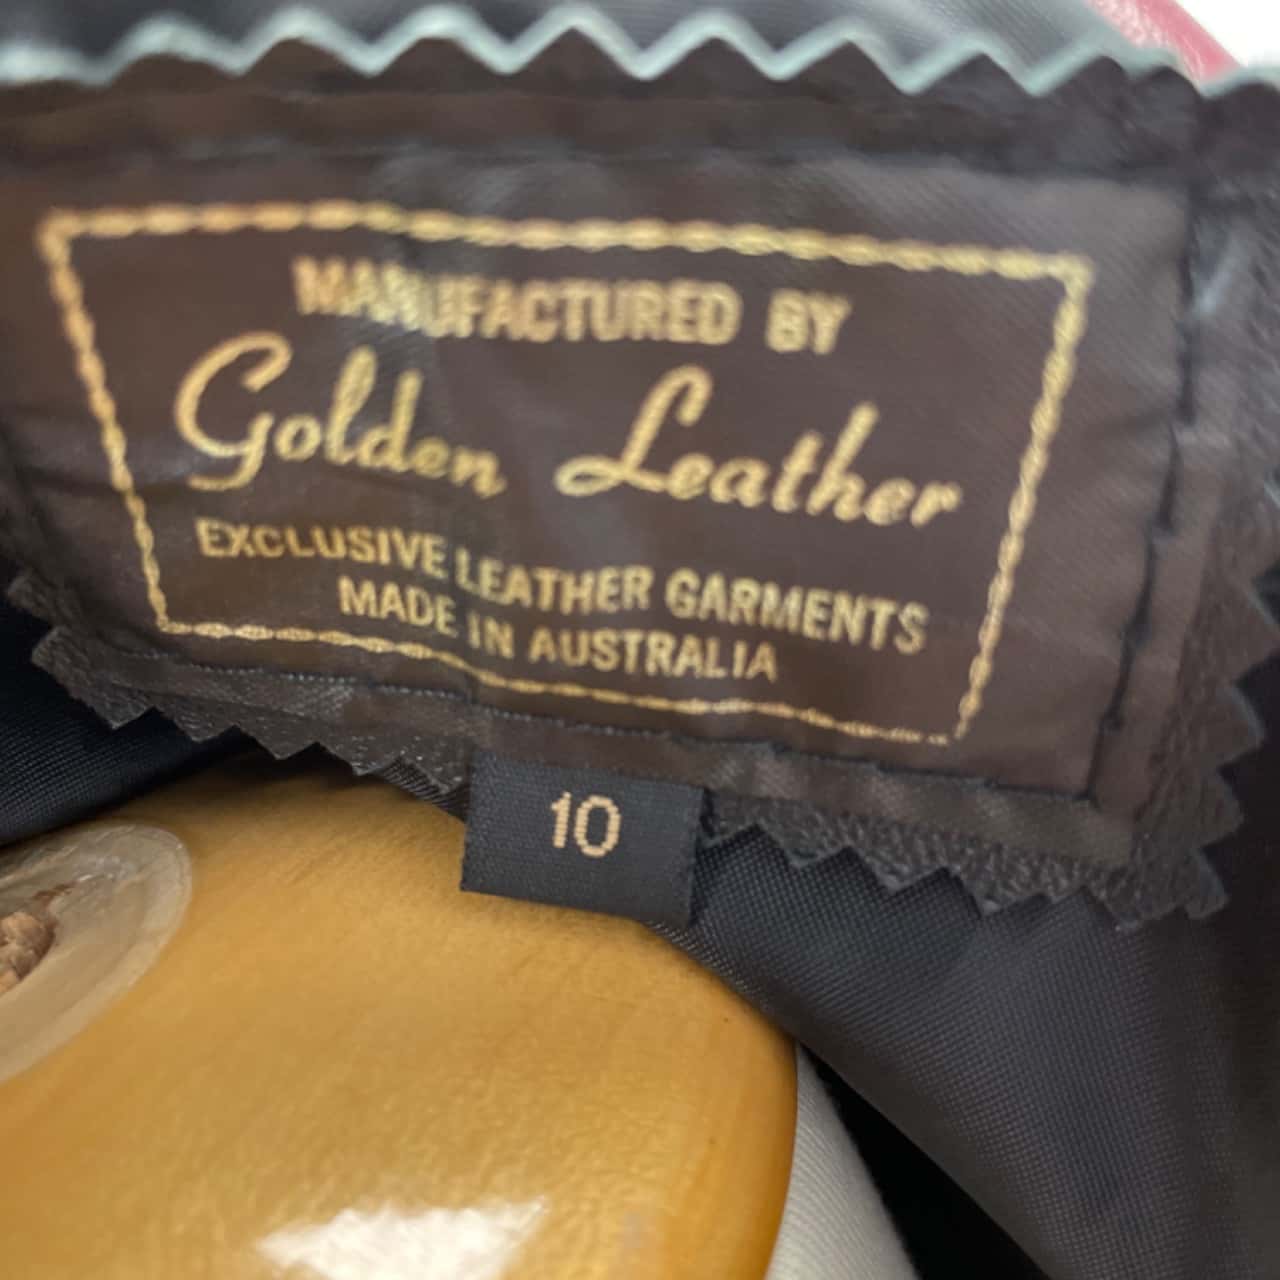 MANUFACTURED BY
Golden Leather
EXCLUSIVE LEATHER GARMENTS
MADE IN AUSTRALIA
10